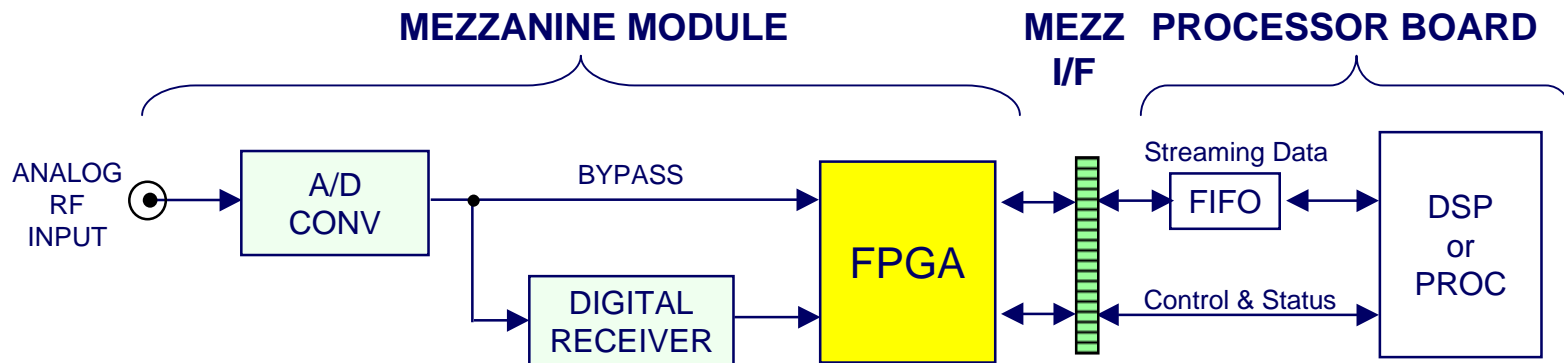 MEZZANINE MODULE
MEZZ
I/F
PROCESSOR BOARD
ANALOG
RF
INPUT
A/D
CONV
BYPASS
DIGITAL
RECEIVER
FPGA
Streaming Data
FIFO
Control & Status
DSP
or
PROC